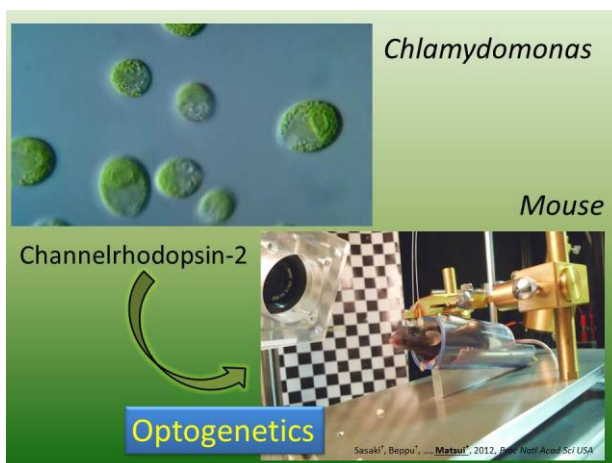 Chlamydomonas
Mouse
Channelrhodopsin-2
Optogenetics
Sasaki⁺, Beppu⁺, ..., Matsui*, 2012, Proc Natl Acad Sci USA